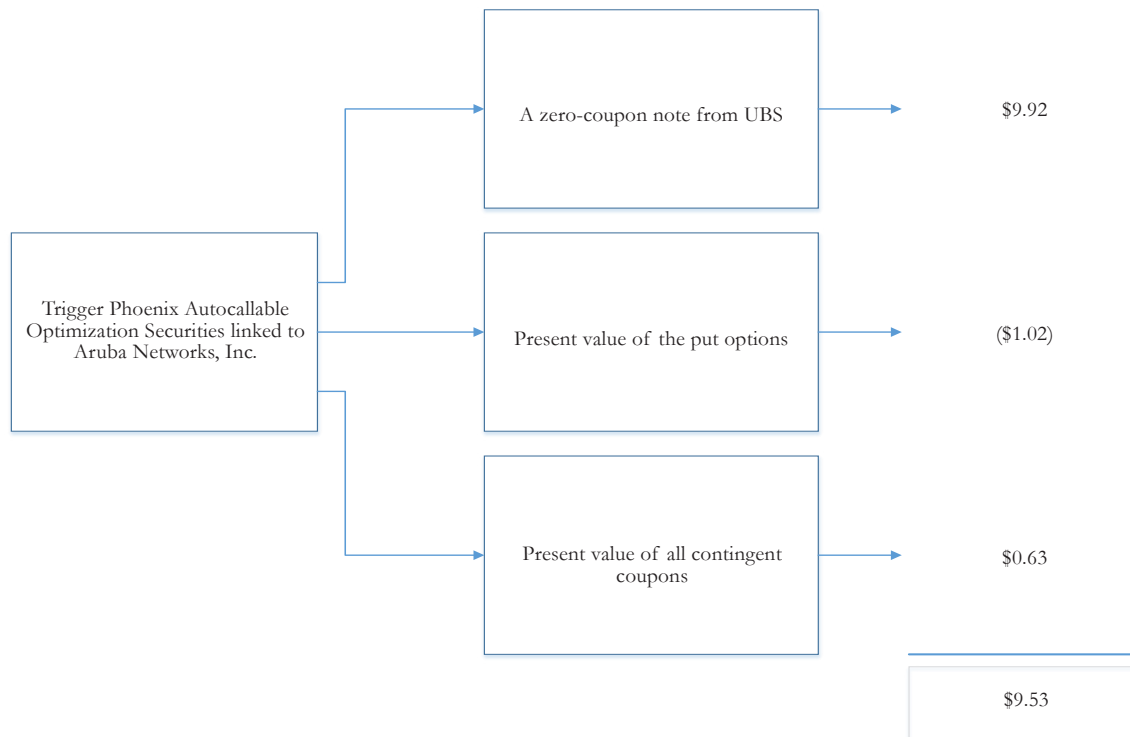 A zero-coupon note from UBS
$9.92
Trigger Phoenix Autocallable
Optimization Securities linked to
Aruba Networks, Inc.
Present value of the put options
($1.02)
Present value of all contingent
coupons
$0.63
$9.53